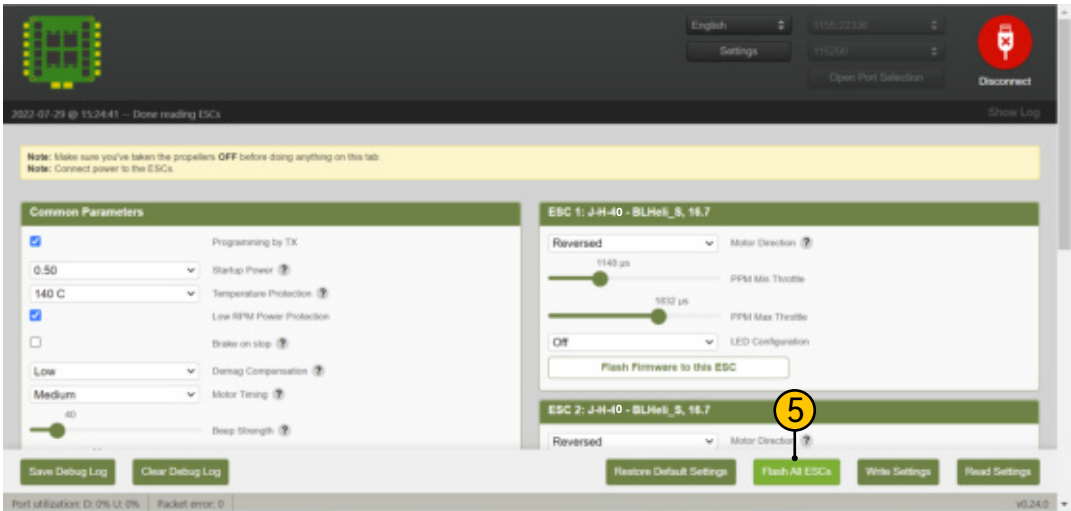 English
1155:22336
Settings
115200
Open Port Selection
Disconnect
2022-07-29 @ 15:24:41 -- Done reading ESCs
Show Log
Note: Make sure you've taken the propellers OFF before doing anything on this tab.
Note: Connect power to the ESCs.
Common Parameters
Programming by TX
0.50 Startup Power ?
140 C Temperature Protection ?
Low RPM Power Protection
Brake on stop ?
Low Demag Compensation ?
Medium Motor Timing ?
40
Beep Strength ?
ESC 1: J-H-40 - BLHeli_S, 16.7
Reversed Motor Direction ?
1148 µs
PPM Min Throttle
1832 µs
PPM Max Throttle
Off LED Configuration
Flash Firmware to this ESC
ESC 2: J-H-40 - BLHeli_S, 16.7
5
Reversed Motor Direction ?
Save Debug Log Clear Debug Log Restore Default Settings Flash All ESCs Write Settings Read Settings
Port utilization: D: 0% U: 0% Packet error: 0 v0.24.0